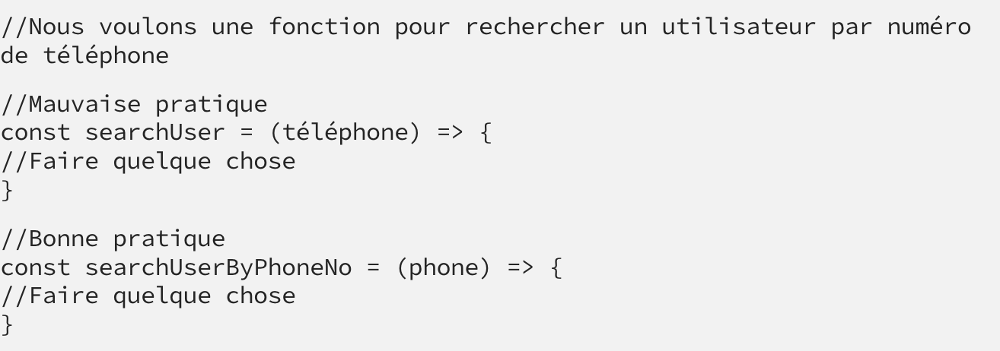 //Nous voulons une fonction pour rechercher un utilisateur par numéro
de téléphone
//Mauvaise pratique
const searchUser = (téléphone) => {
//Faire quelque chose
}
//Bonne pratique
const searchUserByPhoneNo = (phone) => {
//Faire quelque chose
}